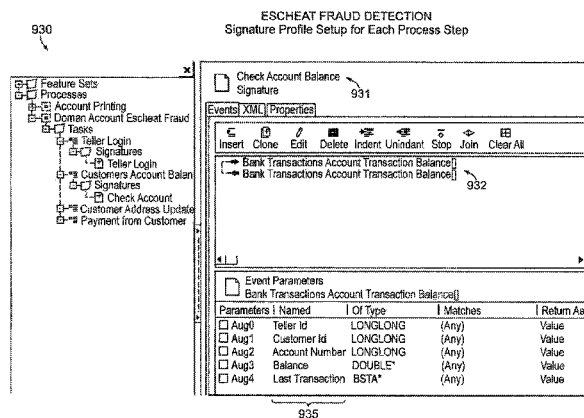 ESCHEAT FRAUD DETECTION
Signature Profile Setup for Each Process Step
930
x
Feature Sets
Processes
Account Printing
Doman Account Escheat Fraud
Tasks
Teller Login
Signatures
Teller Login
Customers Account Balan
Signatures
Check Account
Customer Address Update
Payment from Customer
Check Account Balance
Signature
931
Events XML Properties
Insert Clone Edit Delete Indent Unindant Stop Join Clear All
Bank Transactions Account Transaction Balance[]
Bank Transactions Account Transaction Balance[]
932
Event Parameters
Bank Transactions Account Transaction Balance[]
Parameters Named Of Type Matches Return As
Aug0 Teller Id LONGLONG (Any) Value
Aug1 Customer Id LONGLONG (Any) Value
Aug2 Account Number LONGLONG (Any) Value
Aug3 Balance DOUBLE* (Any) Value
Aug4 Last Transaction BSTA* (Any) Value
935